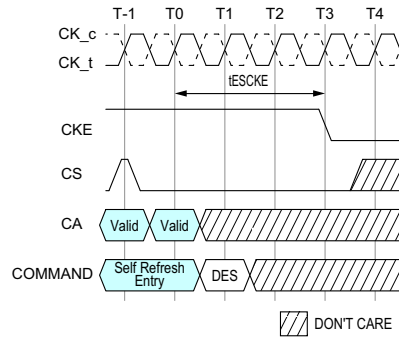 T-1 T0 T1 T2 T3 T4
CK_c
CK_t
tESCKE
CKE
CS
CA Valid Valid
COMMAND Self Refresh Entry DES
DON'T CARE